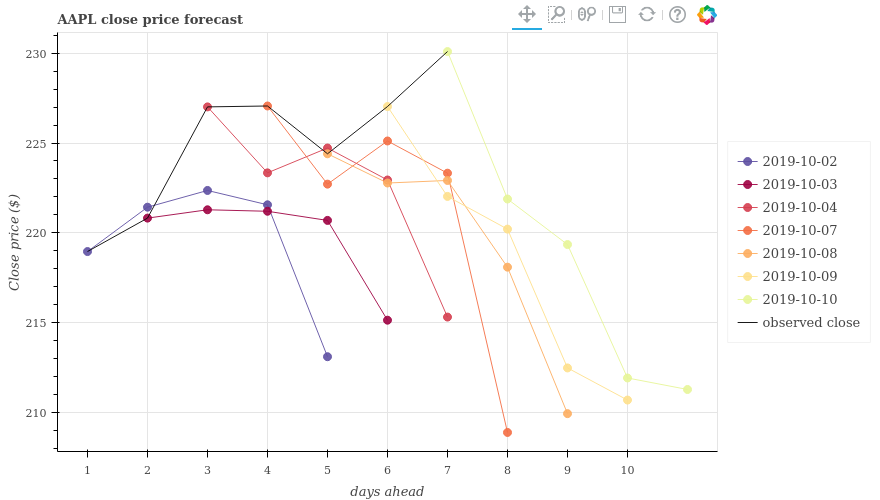 AAPL close price forecast
230
225
220
215
210
Close price ($)
1 2 3 4 5 6 7 8 9 10
days ahead
2019-10-02
2019-10-03
2019-10-04
2019-10-07
2019-10-08
2019-10-09
2019-10-10
observed close